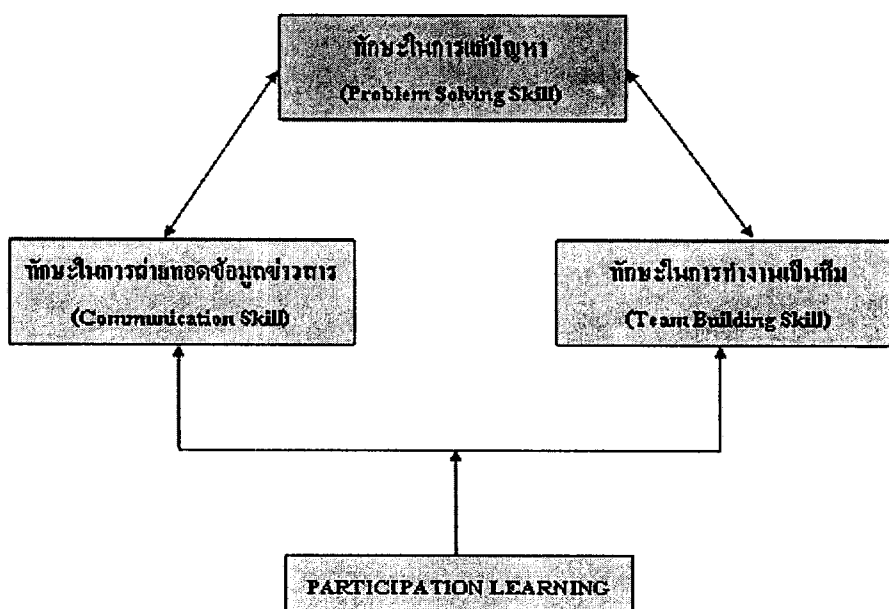 ทักษะในการแก้ปัญหา
(Problem Solving Skill)
ทักษะในการถ่ายทอดข้อมูลข่าวสาร
(Communication Skill)
ทักษะในการทำงานเป็นทีม
(Team Building Skill)
PARTICIPATION LEARNING